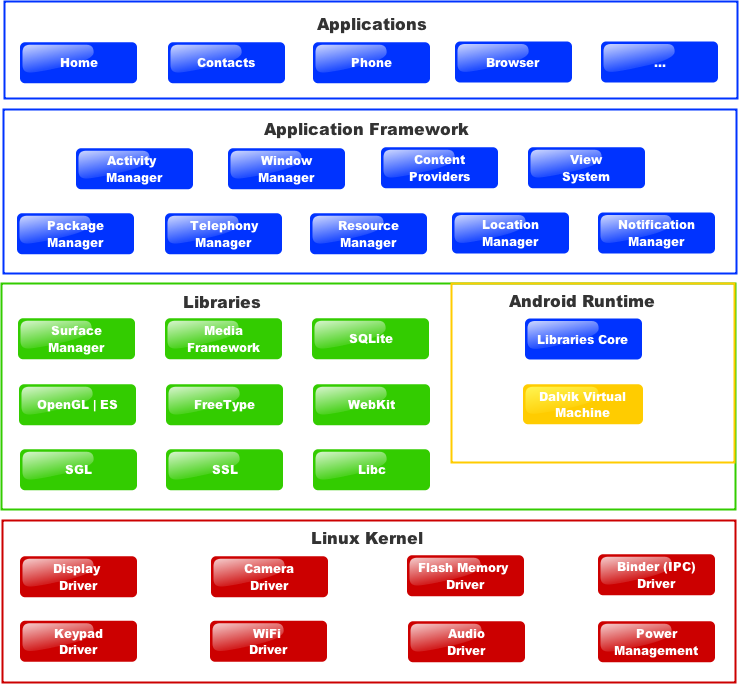 Applications
Home
Contacts
Phone
Browser
...
Application Framework
Activity
Manager
Window
Manager
Content
Providers
View
System
Package
Manager
Telephony
Manager
Resource
Manager
Location
Manager
Notification
Manager
Libraries
Surface
Manager
Media
Framework
SQLite
OpenGL | ES
FreeType
WebKit
SGL
SSL
Libc
Android Runtime
Libraries Core
Dalvik Virtual
Machine
Linux Kernel
Display
Driver
Camera
Driver
Flash Memory
Driver
Binder (IPC)
Driver
Keypad
Driver
WiFi
Driver
Audio
Driver
Power
Management